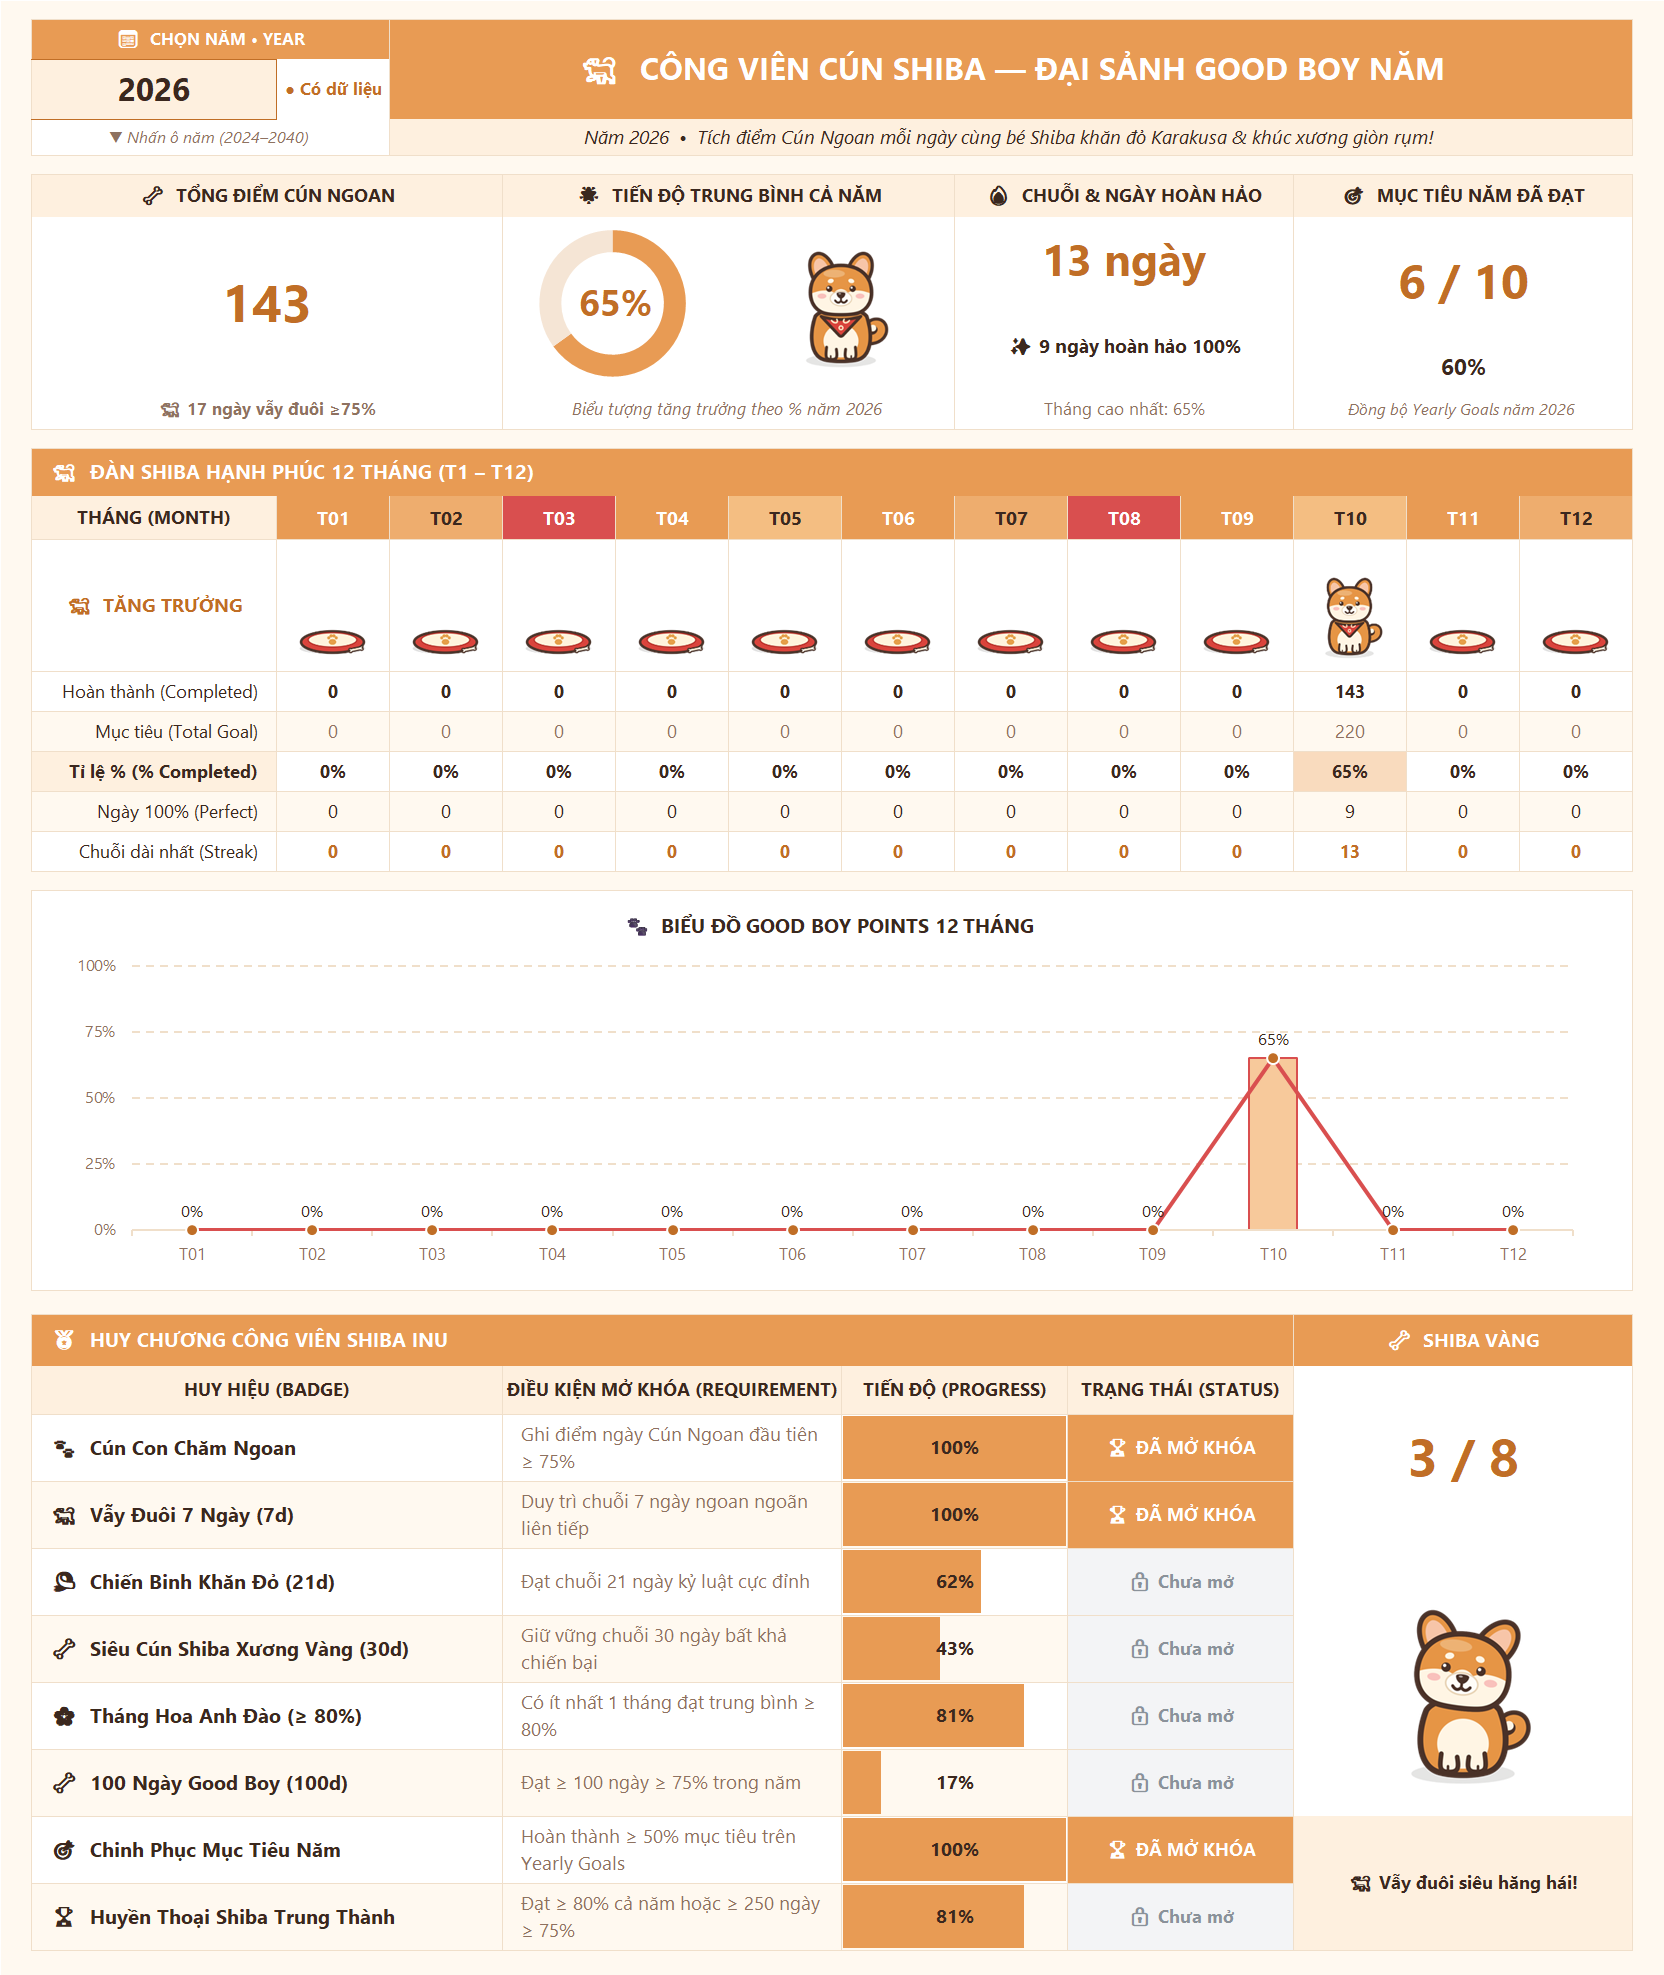 CHỌN NĂM • YEAR
2026
● Có dữ liệu
▼ Nhấn ô năm (2024–2040)
CÔNG VIÊN CÚN SHIBA — ĐẠI SẢNH GOOD BOY NĂM
Năm 2026 • Tích điểm Cún Ngoan mỗi ngày cùng bé Shiba khăn đỏ Karakusa & khúc xương giòn rụm!
TỔNG ĐIỂM CÚN NGOAN
143
17 ngày vẫy đuôi ≥75%
TIẾN ĐỘ TRUNG BÌNH CẢ NĂM
65%
Biểu tượng tăng trưởng theo % năm 2026
CHUỖI & NGÀY HOÀN HẢO
13 ngày
9 ngày hoàn hảo 100%
Tháng cao nhất: 65%
MỤC TIÊU NĂM ĐÃ ĐẠT
6 / 10
60%
Đồng bộ Yearly Goals năm 2026
ĐÀN SHIBA HẠNH PHÚC 12 THÁNG (T1 – T12)
THÁNG (MONTH) T01 T02 T03 T04 T05 T06 T07 T08 T09 T10 T11 T12
TĂNG TRƯỞNG
Hoàn thành (Completed) 0 0 0 0 0 0 0 0 0 143 0 0
Mục tiêu (Total Goal) 0 0 0 0 0 0 0 0 0 220 0 0
Tỉ lệ % (% Completed) 0% 0% 0% 0% 0% 0% 0% 0% 0% 65% 0% 0%
Ngày 100% (Perfect) 0 0 0 0 0 0 0 0 0 9 0 0
Chuỗi dài nhất (Streak) 0 0 0 0 0 0 0 0 0 13 0 0
BIỂU ĐỒ GOOD BOY POINTS 12 THÁNG
100%
75%
65%
50%
25%
0% 0% 0% 0% 0% 0% 0% 0% 0% 0% 0%
0%
T01 T02 T03 T04 T05 T06 T07 T08 T09 T10 T11 T12
HUY CHƯƠNG CÔNG VIÊN SHIBA INU
HUY HIỆU (BADGE) ĐIỀU KIỆN MỞ KHÓA (REQUIREMENT) TIẾN ĐỘ (PROGRESS) TRẠNG THÁI (STATUS)
Cún Con Chăm Ngoan
Ghi điểm ngày Cún Ngoan đầu tiên
≥ 75%
100%
ĐÃ MỞ KHÓA
Vẫy Đuôi 7 Ngày (7d)
Duy trì chuỗi 7 ngày ngoan ngoãn
liên tiếp
100%
ĐÃ MỞ KHÓA
Chiến Binh Khăn Đỏ (21d)
Đạt chuỗi 21 ngày kỷ luật cực đỉnh
62%
Chưa mở
Siêu Cún Shiba Xương Vàng (30d)
Giữ vững chuỗi 30 ngày bất khả
chiến bại
43%
Chưa mở
Tháng Hoa Anh Đào (≥ 80%)
Có ít nhất 1 tháng đạt trung bình ≥
80%
81%
Chưa mở
100 Ngày Good Boy (100d)
Đạt ≥ 100 ngày ≥ 75% trong năm
17%
Chưa mở
Chinh Phục Mục Tiêu Năm
Hoàn thành ≥ 50% mục tiêu trên
Yearly Goals
100%
ĐÃ MỞ KHÓA
Huyền Thoại Shiba Trung Thành
Đạt ≥ 80% cả năm hoặc ≥ 250 ngày
≥ 75%
81%
Chưa mở
SHIBA VÀNG
3 / 8
Vẫy đuôi siêu hăng hái!